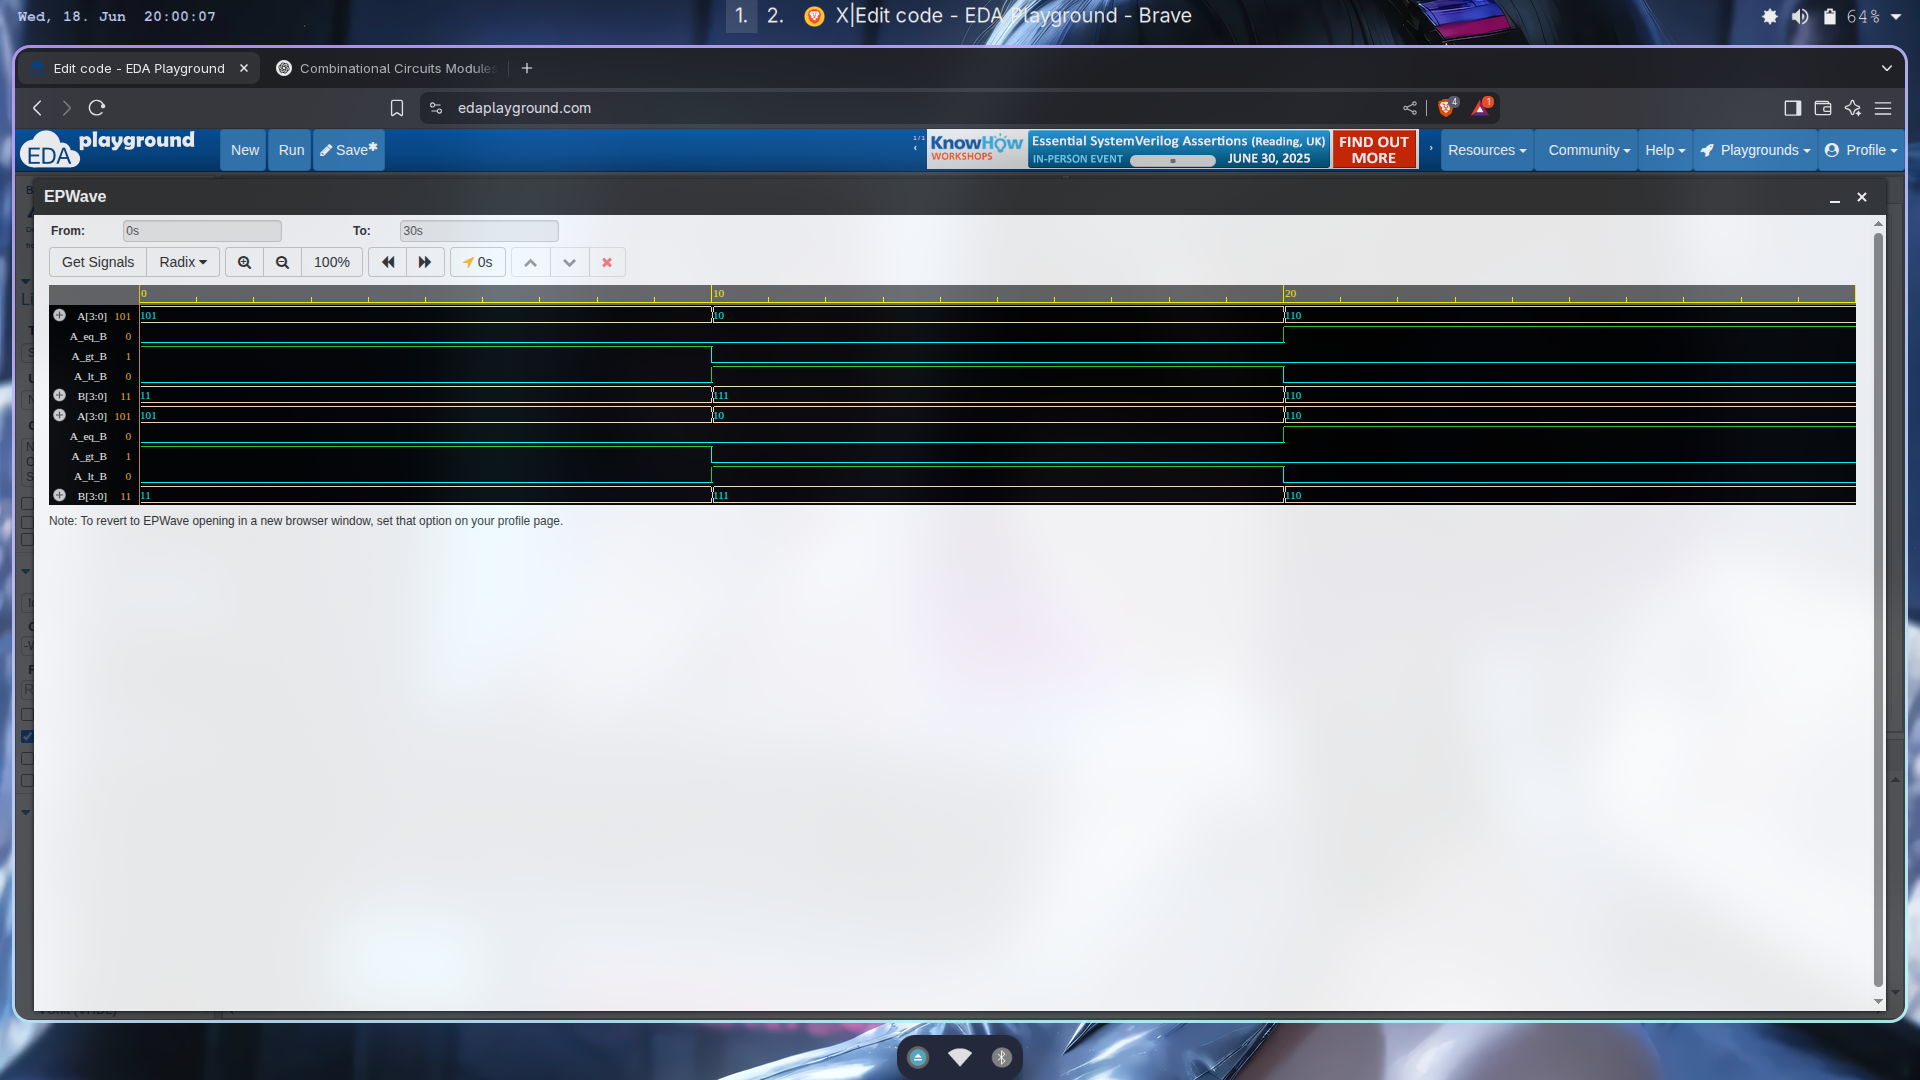 Wed, 18. Jun 20:00:07
1. 2. X|Edit code - EDA Playground - Brave
64%
Edit code - EDA Playground
Combinational Circuits Modules
edaplayground.com
4
1
EDA playground
New
Run
Save*
1 / 1
KnowHow
WORKSHOPS
Essential SystemVerilog Assertions (Reading, UK)
IN-PERSON EVENT
JUNE 30, 2025
FIND OUT
MORE
Resources
Community
Help
Playgrounds
Profile
EPWave
From: 0s To: 30s
Get Signals Radix 100% 0s
0 10 20
A[3:0] 101 101 10 110
A_eq_B 0
A_gt_B 1
A_lt_B 0
B[3:0] 11 11 111 110
A[3:0] 101 101 10 110
A_eq_B 0
A_gt_B 1
A_lt_B 0
B[3:0] 11 11 111 110
Note: To revert to EPWave opening in a new browser window, set that option on your profile page.